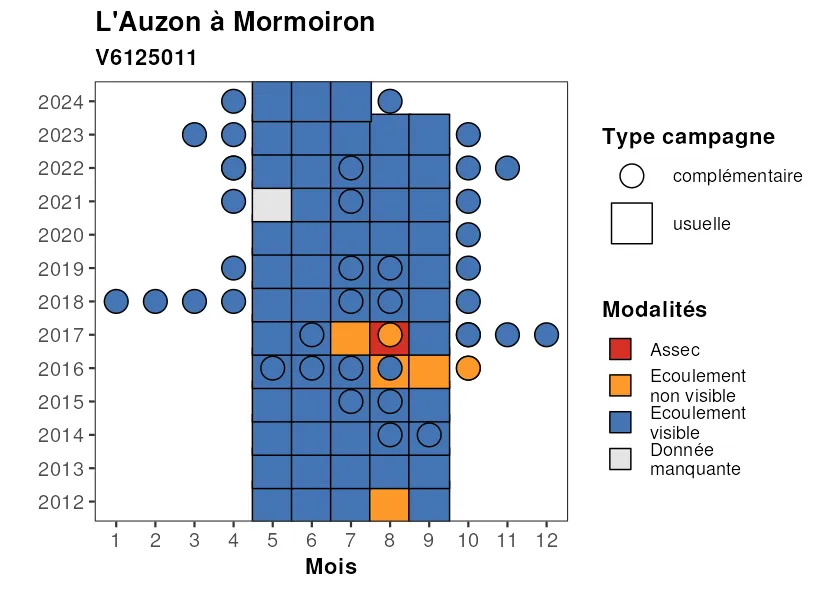 L'Auzon à Mormoiron
V6125011
2024
2023
2022
2021
2020
2019
2018
2017
2016
2015
2014
2013
2012
1 2 3 4 5 6 7 8 9 10 11 12
Mois
Type campagne
complémentaire
usuelle
Modalités
Assec
Ecoulement
non visible
Ecoulement
visible
Donnée
manquante